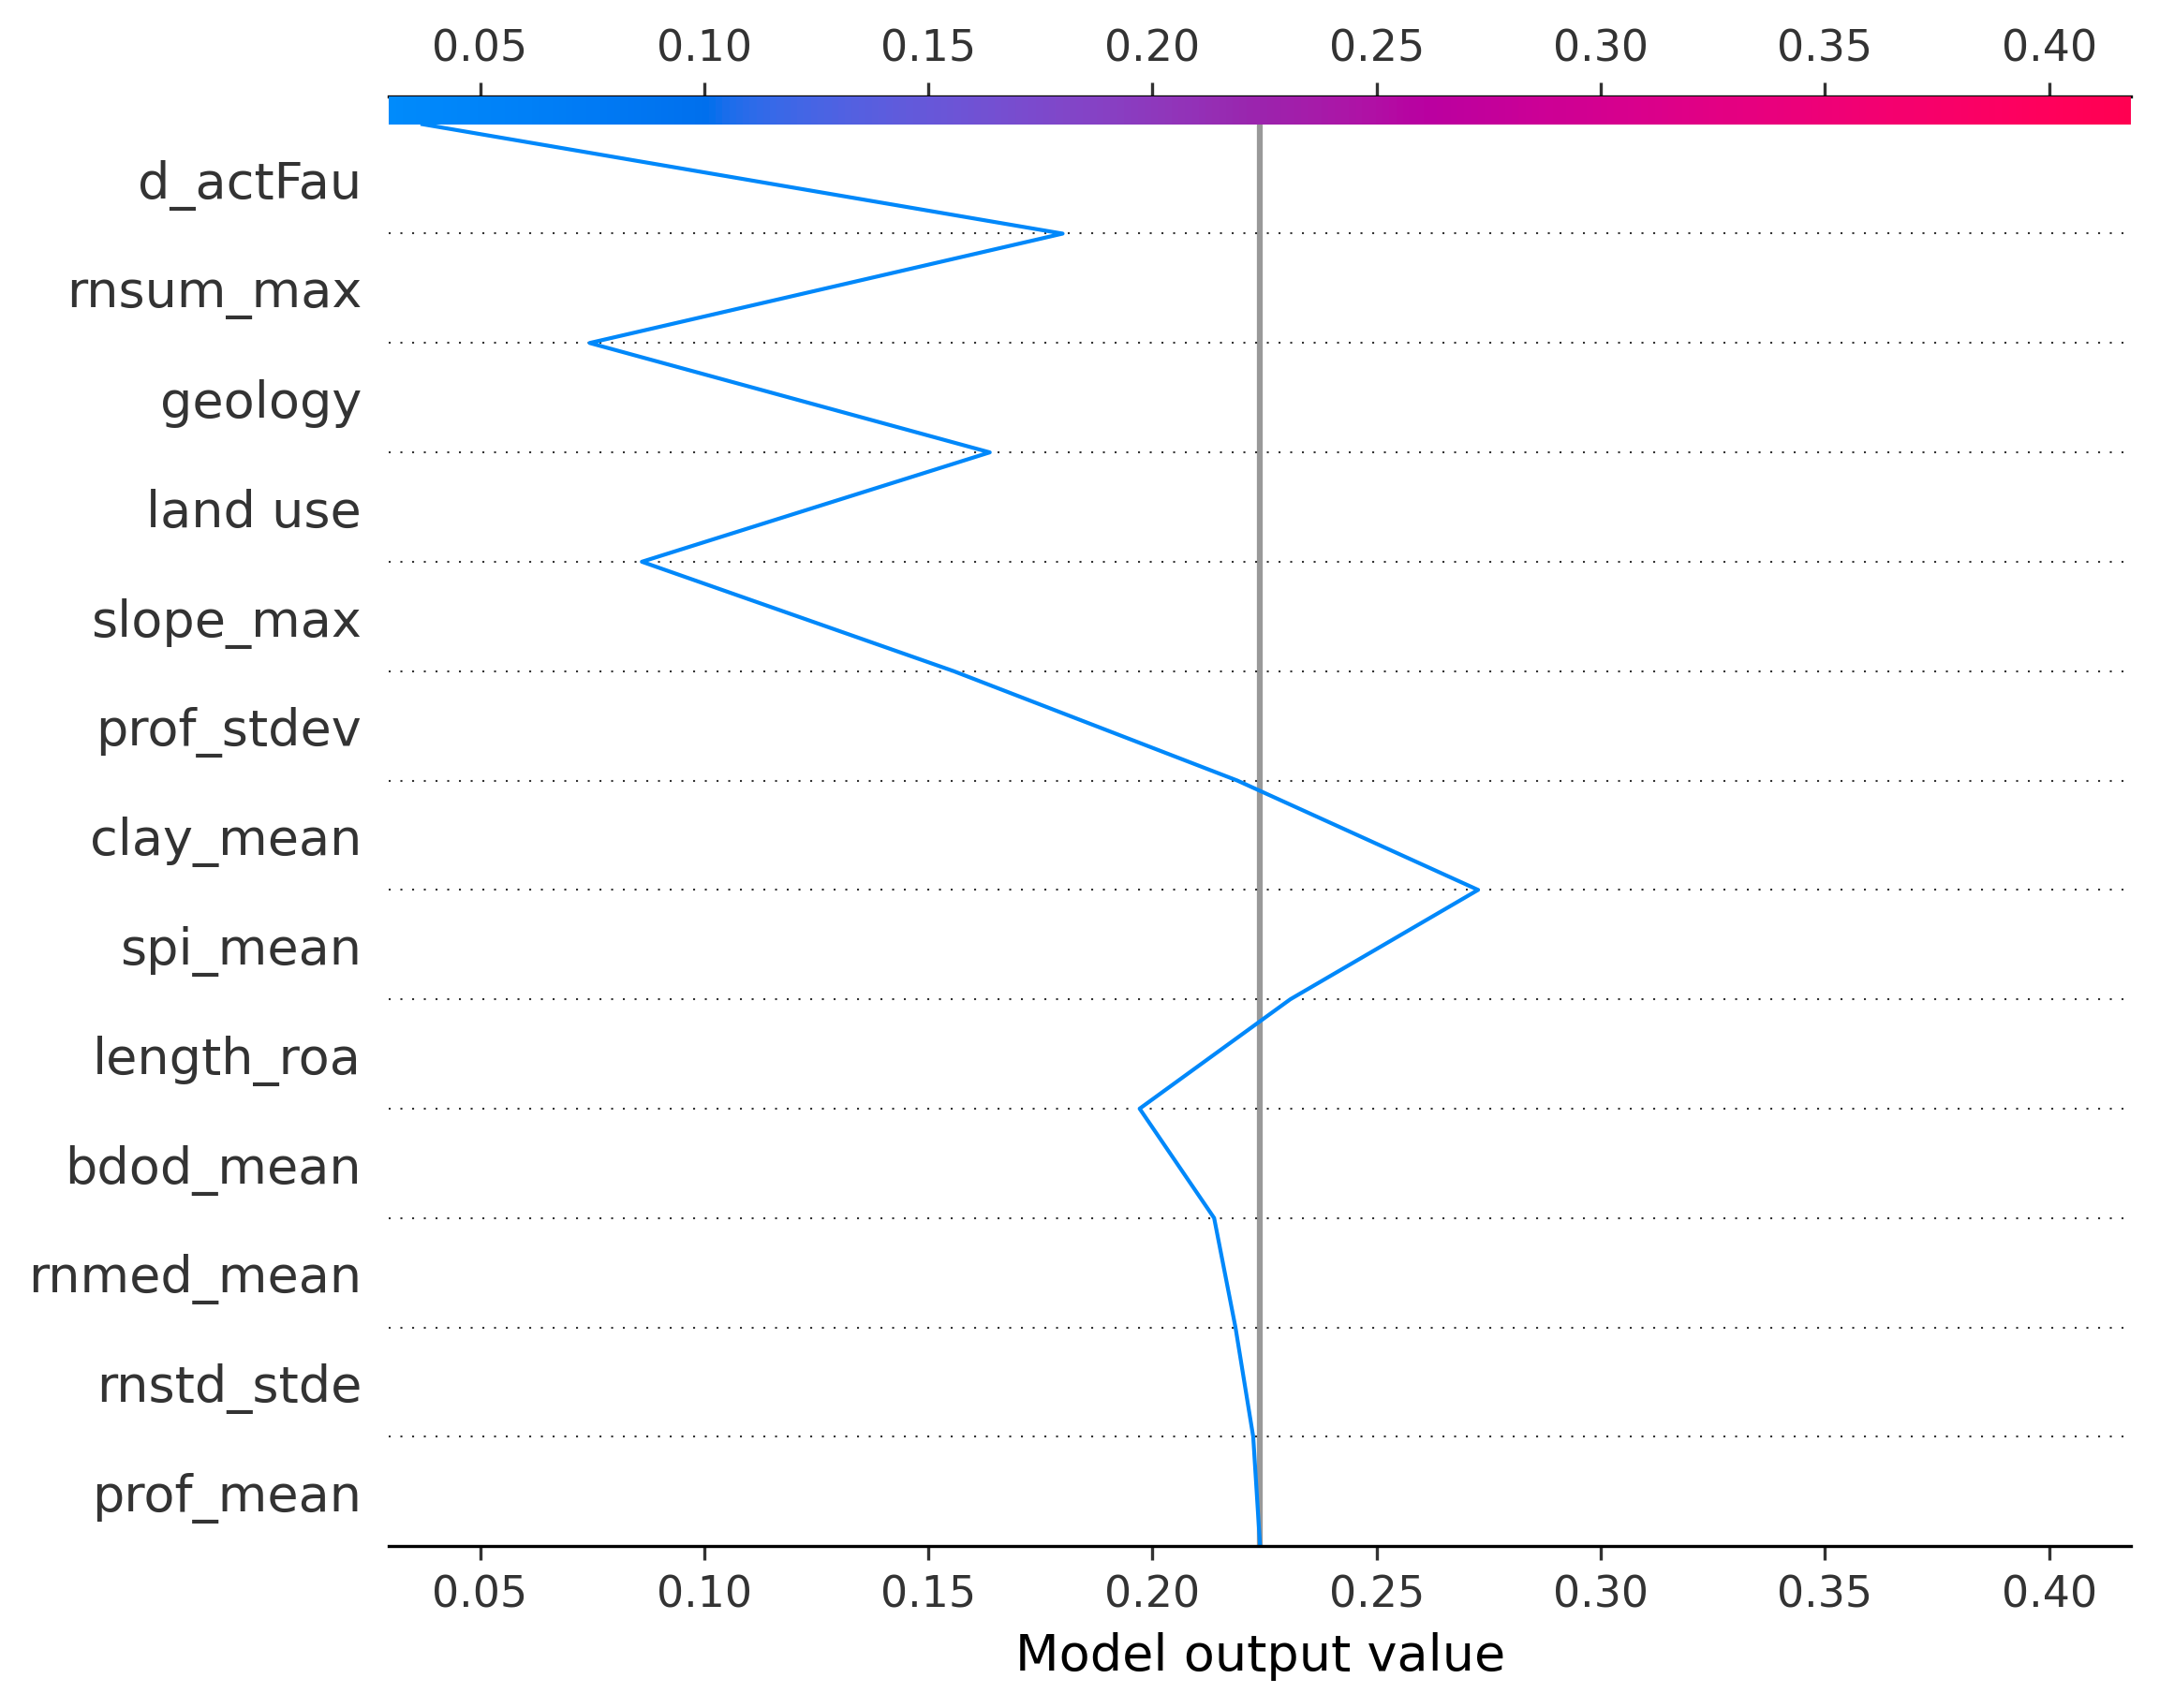 0.05 0.10 0.15 0.20 0.25 0.30 0.35 0.40
d_actFau
rnsum_max
geology
land use
slope_max
prof_stdev
clay_mean
spi_mean
length_roa
bdod_mean
rnmed_mean
rnstd_stde
prof_mean
0.05 0.10 0.15 0.20 0.25 0.30 0.35 0.40
Model output value